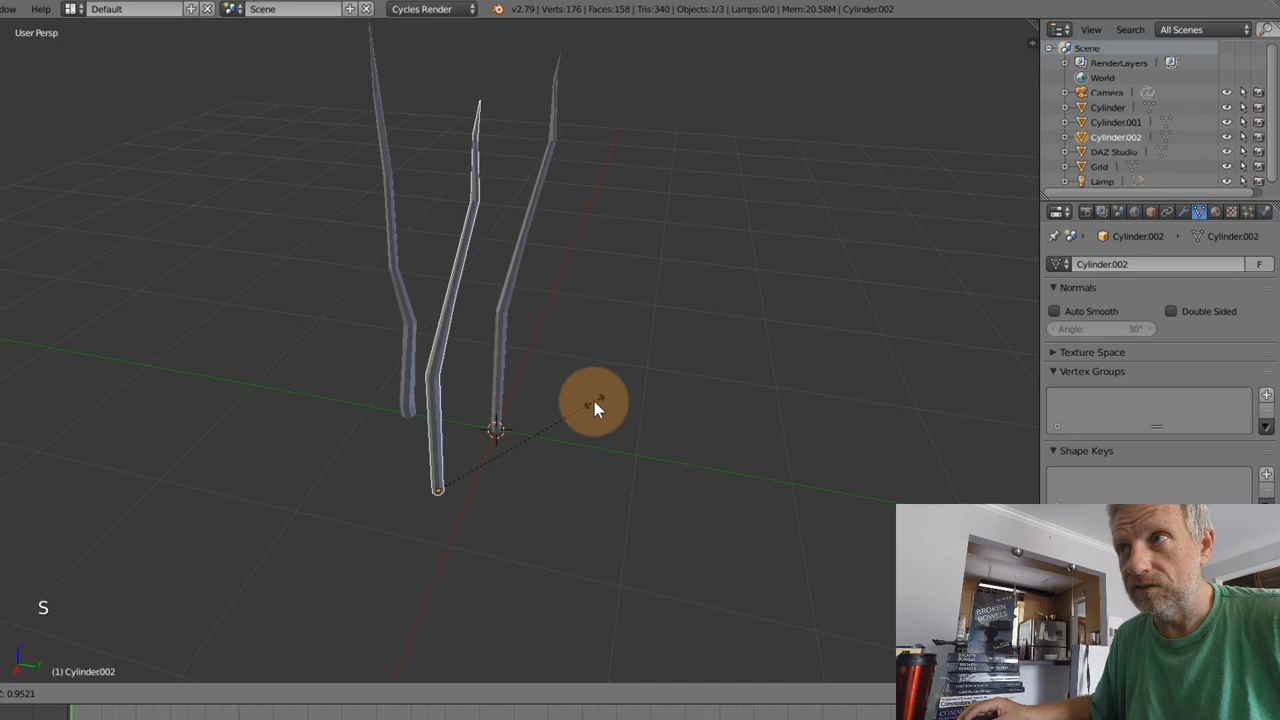 ow Help Default Scene Cycles Render v2.79 | Verts:176 | Faces:158 | Tris:340 | Objects:1/3 | Lamps:0/0 | Mem:20.58M | Cylinder.002
User Persp
View Search All Scenes
Scene
RenderLayers
World
Camera
Cylinder
Cylinder.001
Cylinder.002
DAZ Studio
Grid
Lamp
Cylinder.002 Cylinder.002
Cylinder.002 F
Normals
Auto Smooth Double Sided
Angle: 30°
Texture Space
Vertex Groups
Shape Keys
S
z
y
(1) Cylinder.002
Z: 0.9521
BROKEN
BOWELS